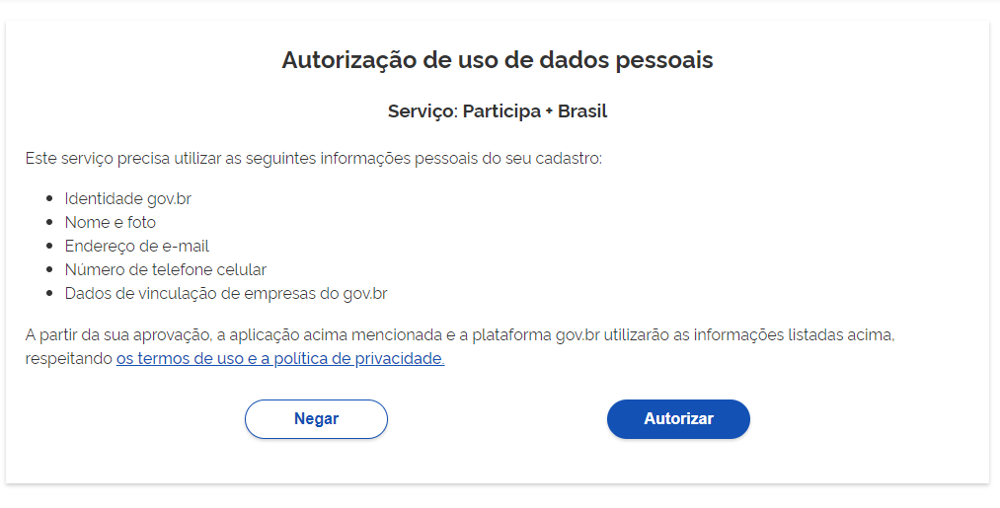 Autorização de uso de dados pessoais
Serviço: Participa + Brasil
Este serviço precisa utilizar as seguintes informações pessoais do seu cadastro:
Identidade gov.br
Nome e foto
Endereço de e-mail
Número de telefone celular
Dados de vinculação de empresas do gov.br
A partir da sua aprovação, a aplicação acima mencionada e a plataforma gov.br utilizarão as informações listadas acima,
respeitando os termos de uso e a política de privacidade.
Negar
Autorizar